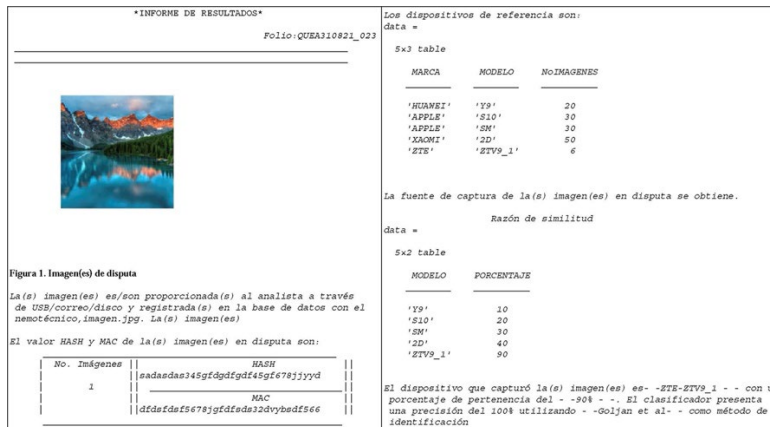 *INFORME DE RESULTADOS*
Folio:QUEA310821_023
Figura 1. Imagen(es) de disputa
La(s) imagen(es) es/son proporcionada(s) al analista a través
de USB/correo/disco y registrada(s) en la base de datos con el
nemotécnico,imagen.jpg. La(s) imagen(es)
El valor HASH y MAC de la(s) imagen(es) en disputa son:
No. Imágenes || HASH ||
||sadasdas345gfdgdfgdf45gf678jjyyd
1
MAC
||dfdsfdsf5678jgfdfsds32dvybsdf566 ||
Los dispositivos de referencia son:
data =
5x3 table
MARCA MODELO NoIMAGENES
'HUAWEI' 'Y9' 20
'APPLE' 'S10' 30
'APPLE' 'SM' 30
'XAOMI' '2D' 50
'ZTE' 'ZTV9_1' 6
La fuente de captura de la(s) imagen(es) en disputa se obtiene.
Razón de similitud
data =
5x2 table
MODELO PORCENTAJE
'Y9' 10
'S10' 20
'SM' 30
'2D' 40
'ZTV9_1' 90
El dispositivo que capturó la(s) imagen(es) es- -ZTE-ZTV9_1 - - con u
porcentaje de pertenencia del - -90% - -. El clasificador presenta
una precisión del 100% utilizando - -Goljan et al- - como método de
identificación